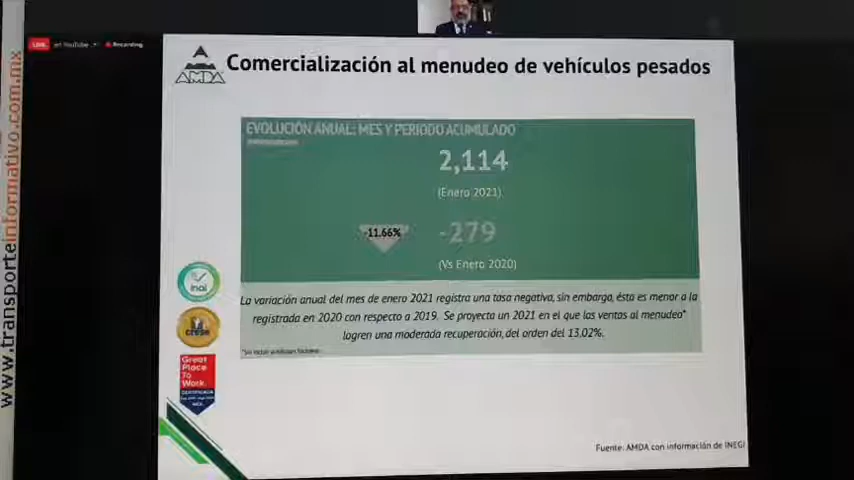 LIVE en YouTube Recording
www.transporteinformativo.com.mx
AMDA
Comercialización al menudeo de vehículos pesados
EVOLUCIÓN ANUAL: MES Y PERIODO ACUMULADO
2,114
(Enero 2021)
-11.66%
-279
(Vs Enero 2020)
La variación anual del mes de enero 2021 registra una tasa negativa, sin embargo, ésta es menor a la
registrada en 2020 con respecto a 2019. Se proyecta un 2021 en el que las ventas al menudeo*
logren una moderada recuperación, del orden del 13.02%.
inai
crese
Great
Place
To
Work.
CERTIFICADA
Fuente: AMDA con información de INEGI